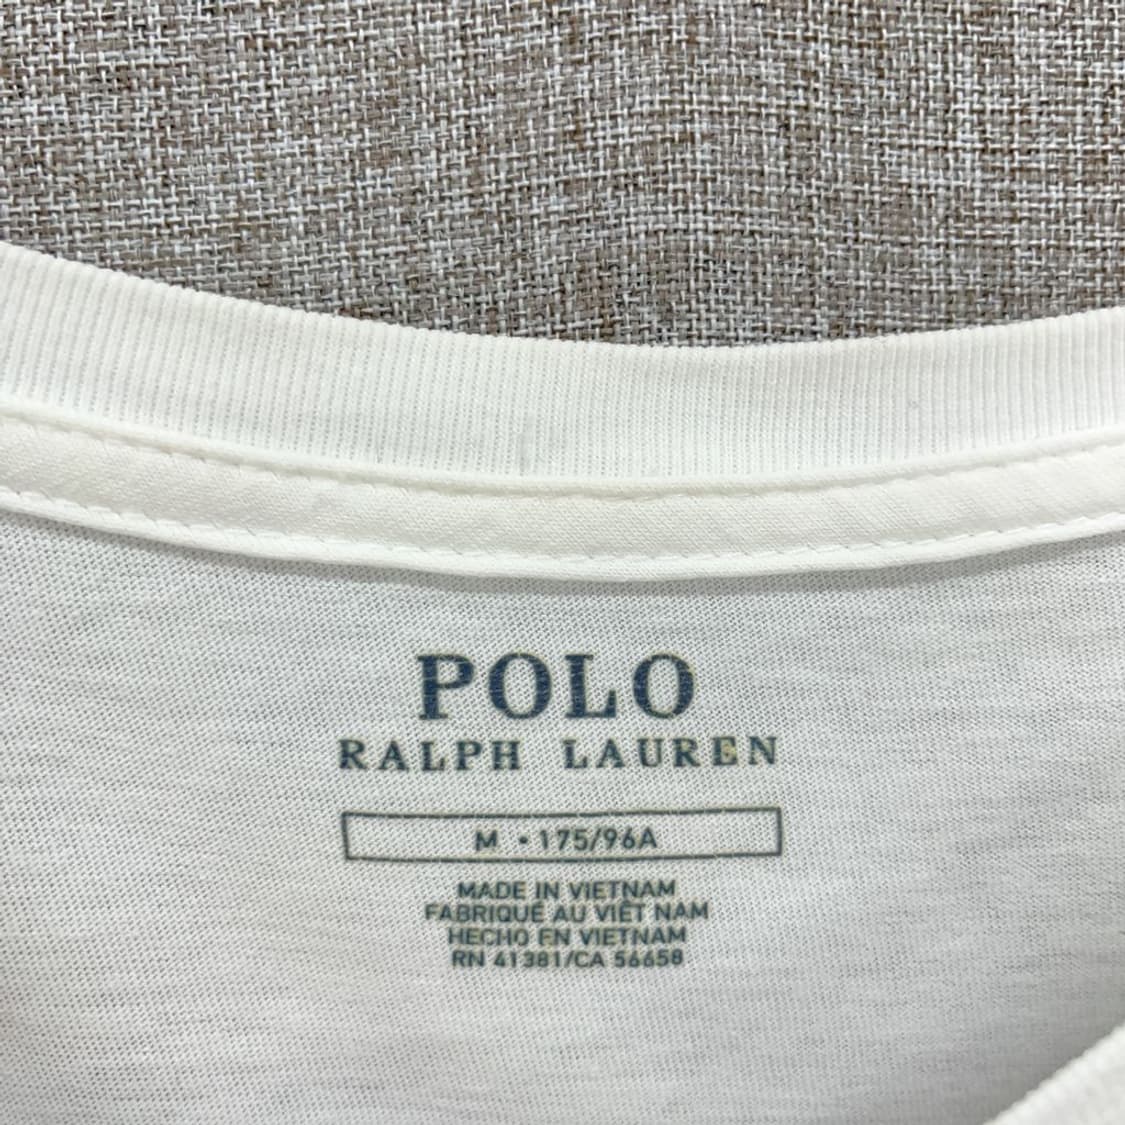 POLO
RALPH LAUREN
M • 175/96A
MADE IN VIETNAM
FABRIQUÉ AU VIÊT NAM
HECHO EN VIETNAM
RN 41381/CA 56658